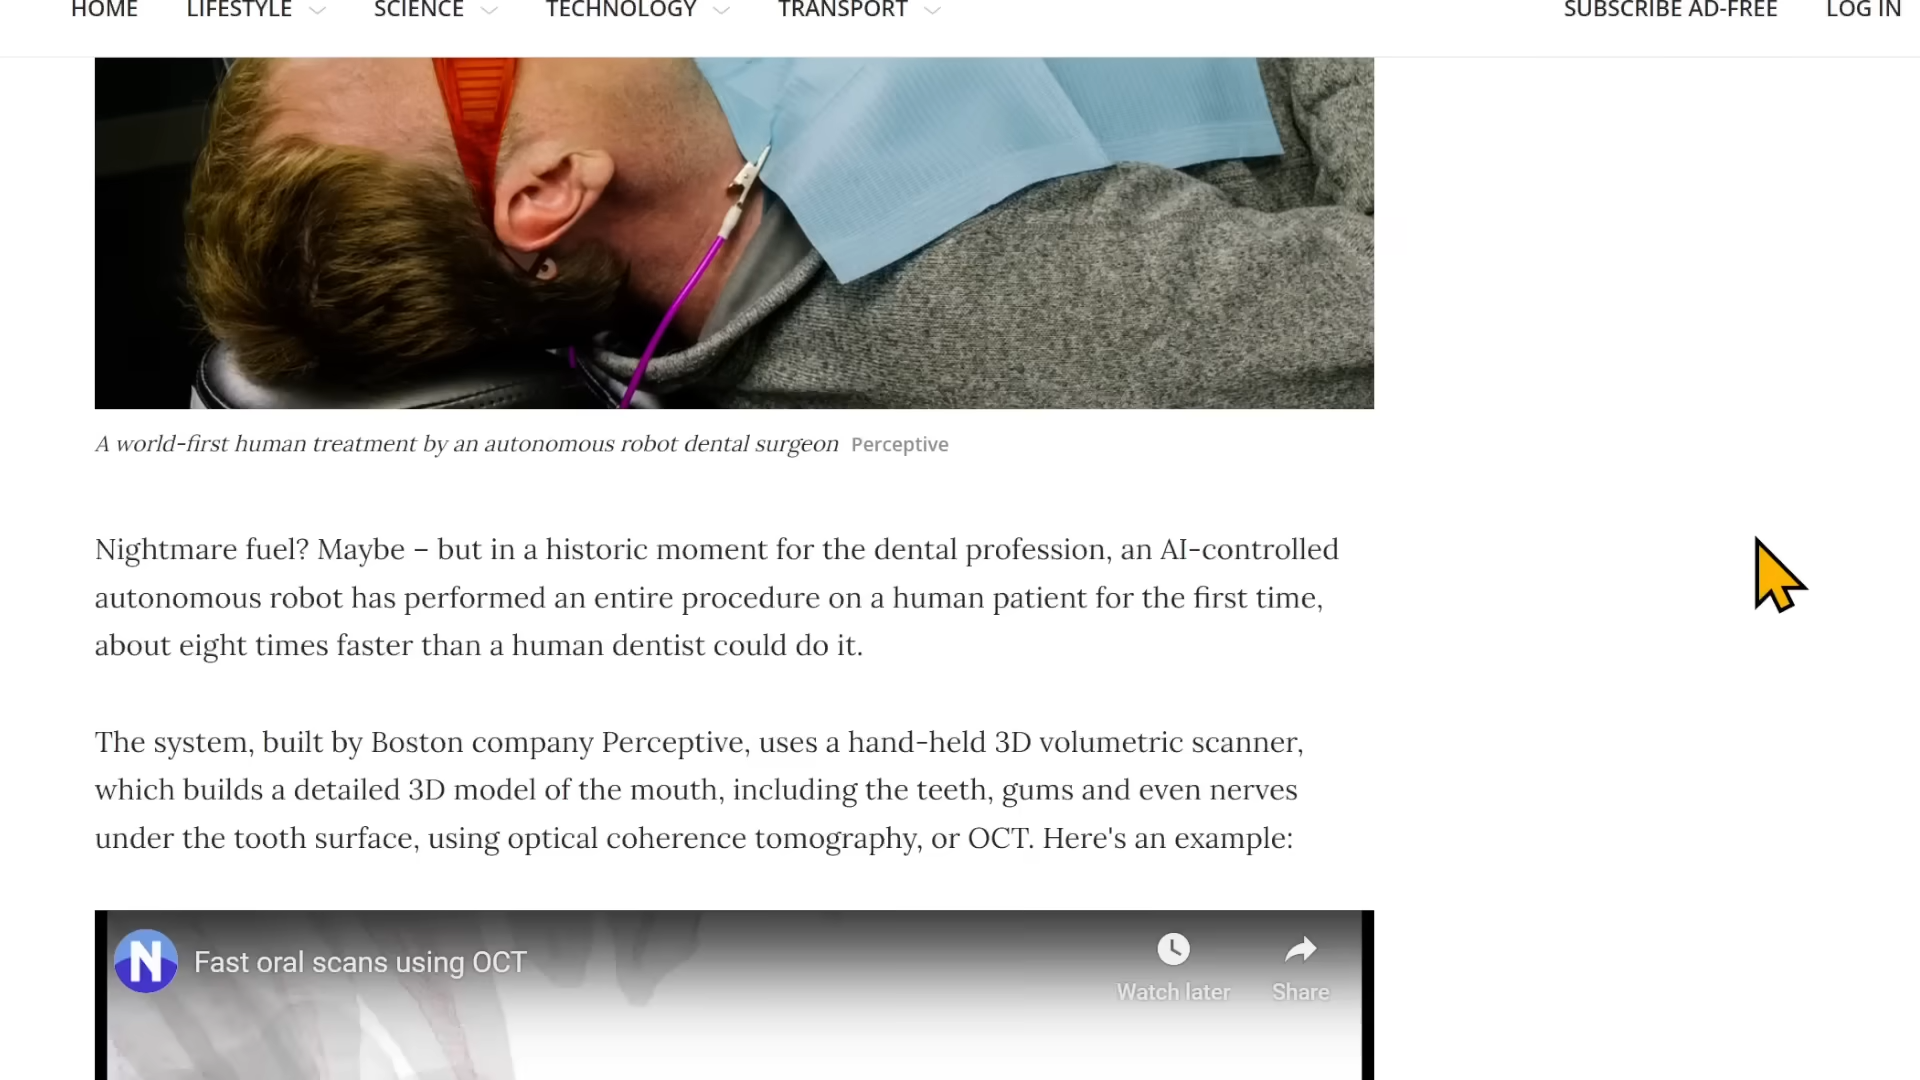 HOME LIFESTYLE SCIENCE TECHNOLOGY TRANSPORT SUBSCRIBE AD-FREE LOG IN
A world-first human treatment by an autonomous robot dental surgeon Perceptive
Nightmare fuel? Maybe – but in a historic moment for the dental profession, an AI-controlled
autonomous robot has performed an entire procedure on a human patient for the first time,
about eight times faster than a human dentist could do it.
The system, built by Boston company Perceptive, uses a hand-held 3D volumetric scanner,
which builds a detailed 3D model of the mouth, including the teeth, gums and even nerves
under the tooth surface, using optical coherence tomography, or OCT. Here's an example:
N Fast oral scans using OCT
Watch later Share